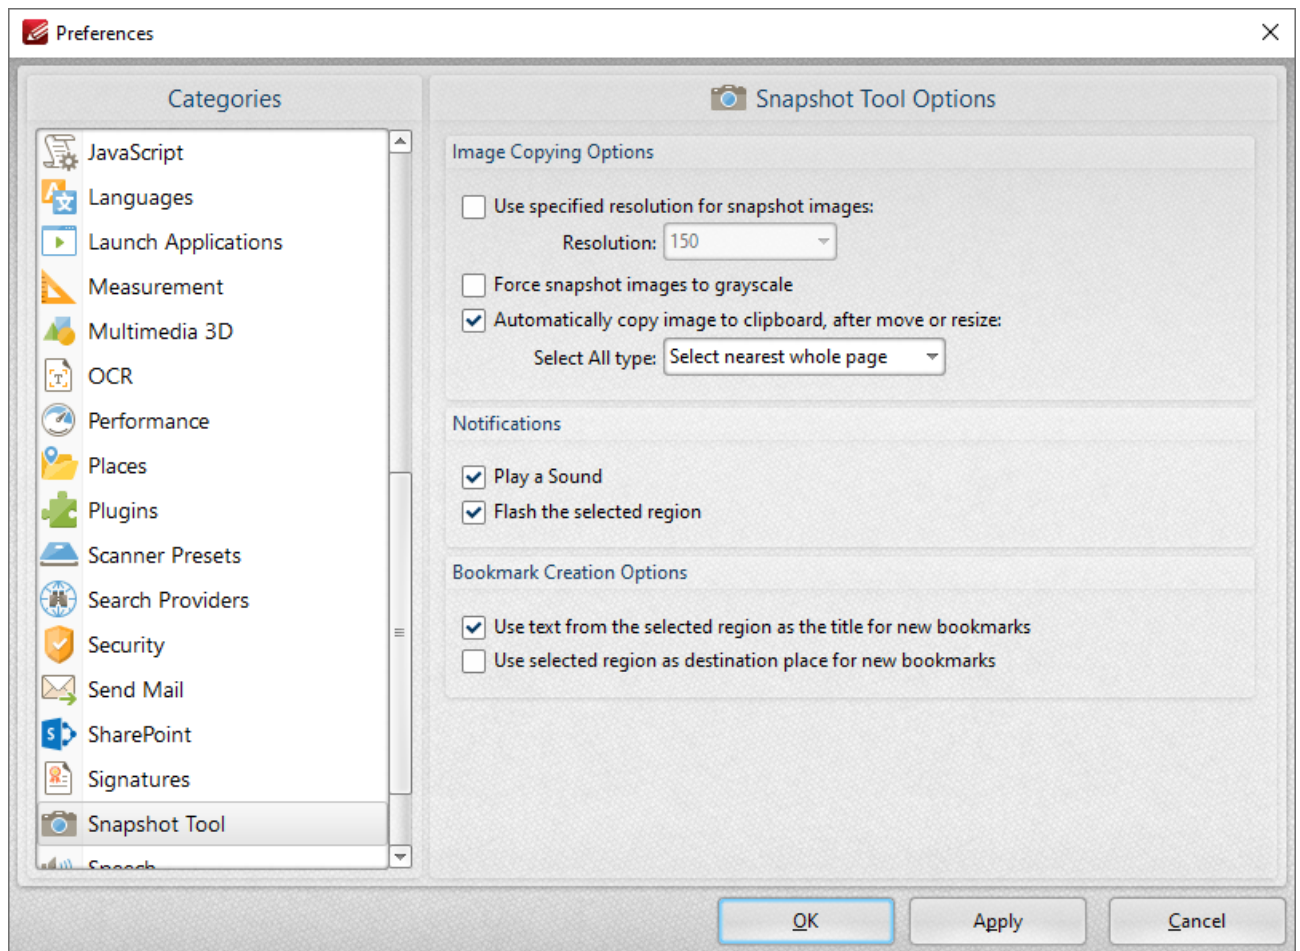 Preferences
Categories
JavaScript
Languages
Launch Applications
Measurement
Multimedia 3D
OCR
Performance
Places
Plugins
Scanner Presets
Search Providers
Security
Send Mail
SharePoint
Signatures
Snapshot Tool
Speech
Snapshot Tool Options
Image Copying Options
Use specified resolution for snapshot images:
Resolution: 150
Force snapshot images to grayscale
Automatically copy image to clipboard, after move or resize:
Select All type: Select nearest whole page
Notifications
Play a Sound
Flash the selected region
Bookmark Creation Options
Use text from the selected region as the title for new bookmarks
Use selected region as destination place for new bookmarks
OK
Apply
Cancel